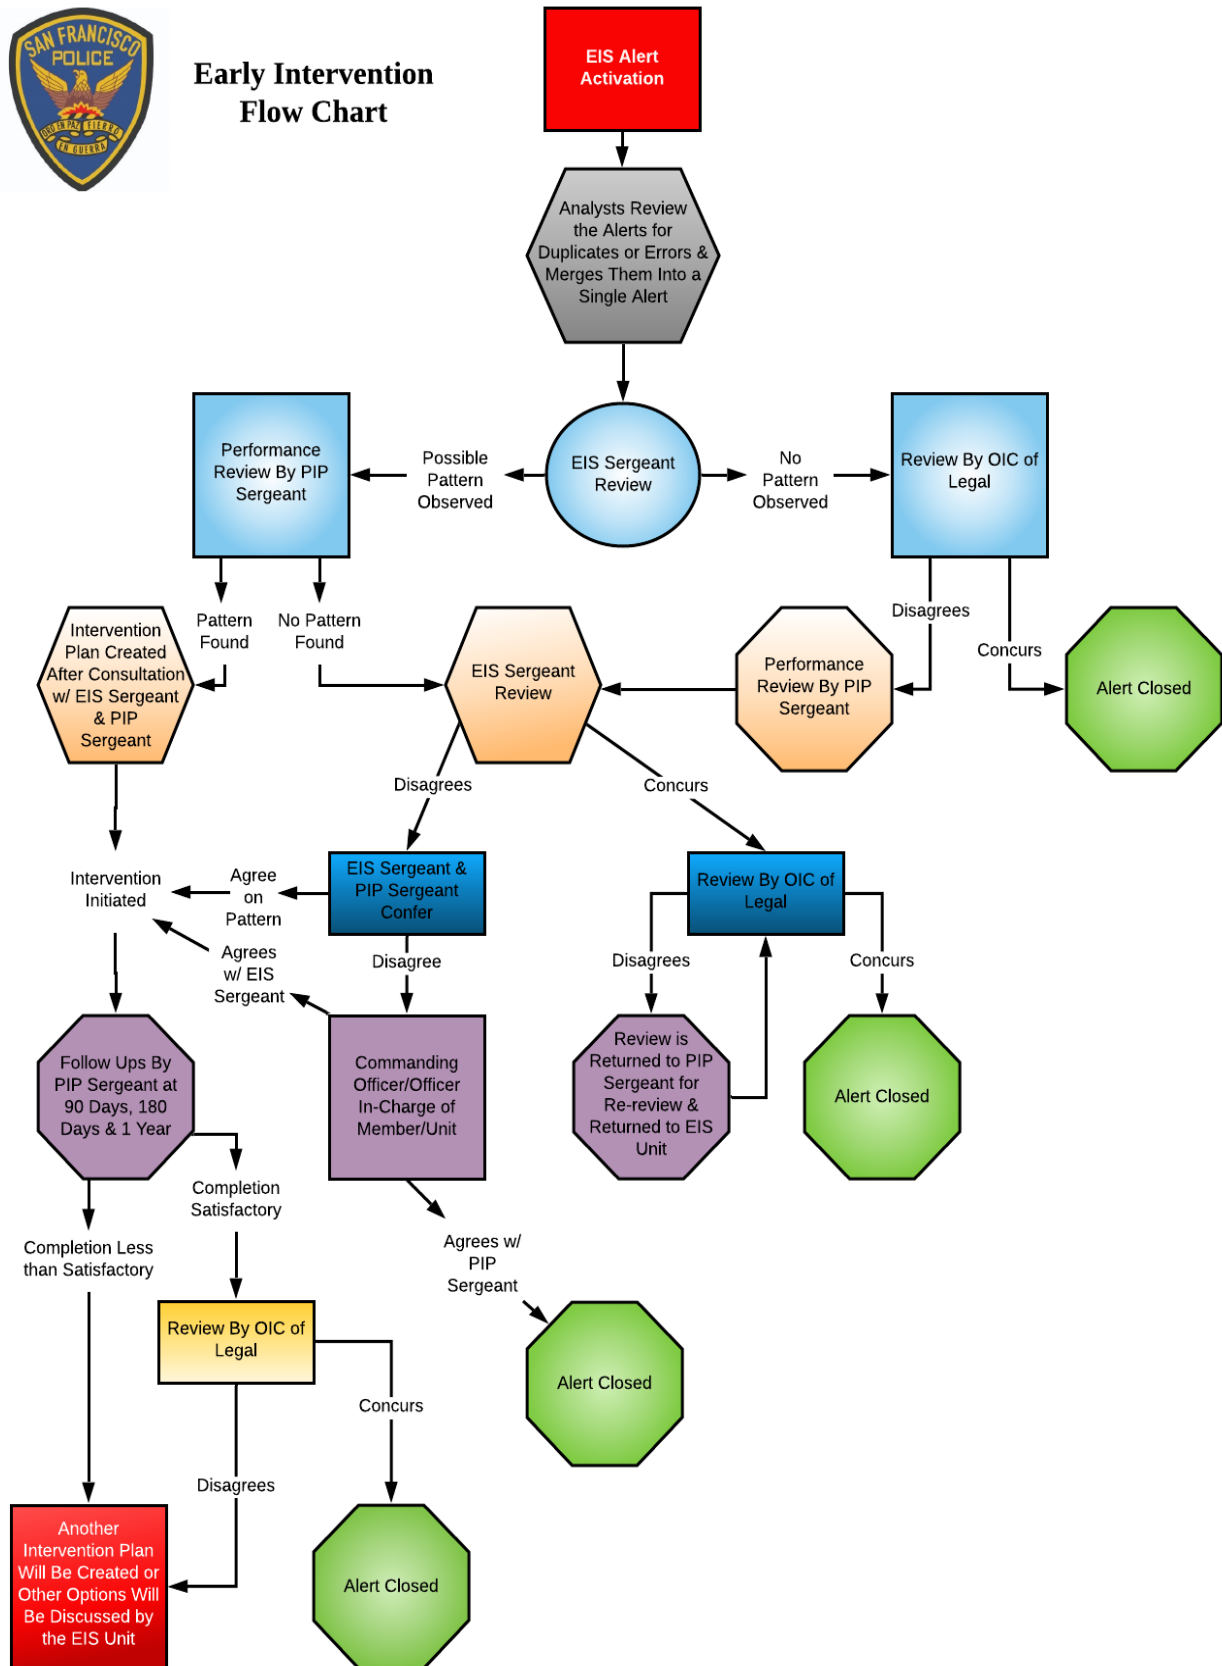 SAN FRANCISCO
POLICE
ORO EN PAZ
FIERRO
EN GUERRA
Early Intervention
Flow Chart
EIS Alert
Activation
Analysts Review
the Alerts for
Duplicates or Errors &
Merges Them Into a
Single Alert
Performance
Review By PIP
Sergeant
Possible
Pattern
Observed
EIS Sergeant
Review
No
Pattern
Observed
Review By OIC of
Legal
Pattern
Found
No Pattern
Found
Disagrees
Concurs
Intervention
Plan Created
After Consultation
w/ EIS Sergeant
& PIP
Sergeant
EIS Sergeant
Review
Performance
Review By PIP
Sergeant
Alert Closed
Disagrees
Concurs
Intervention
Initiated
Agree
on
Pattern
EIS Sergeant &
PIP Sergeant
Confer
Review By OIC of
Legal
Agrees
w/ EIS
Sergeant
Disagree
Disagrees
Concurs
Follow Ups By
PIP Sergeant at
90 Days, 180
Days & 1 Year
Commanding
Officer/Officer
In-Charge of
Member/Unit
Review is
Returned to PIP
Sergeant for
Re-review &
Returned to EIS
Unit
Alert Closed
Completion
Satisfactory
Completion Less
than Satisfactory
Agrees w/
PIP
Sergeant
Review By OIC of
Legal
Alert Closed
Concurs
Disagrees
Another
Intervention Plan
Will Be Created or
Other Options Will
Be Discussed by
the EIS Unit
Alert Closed